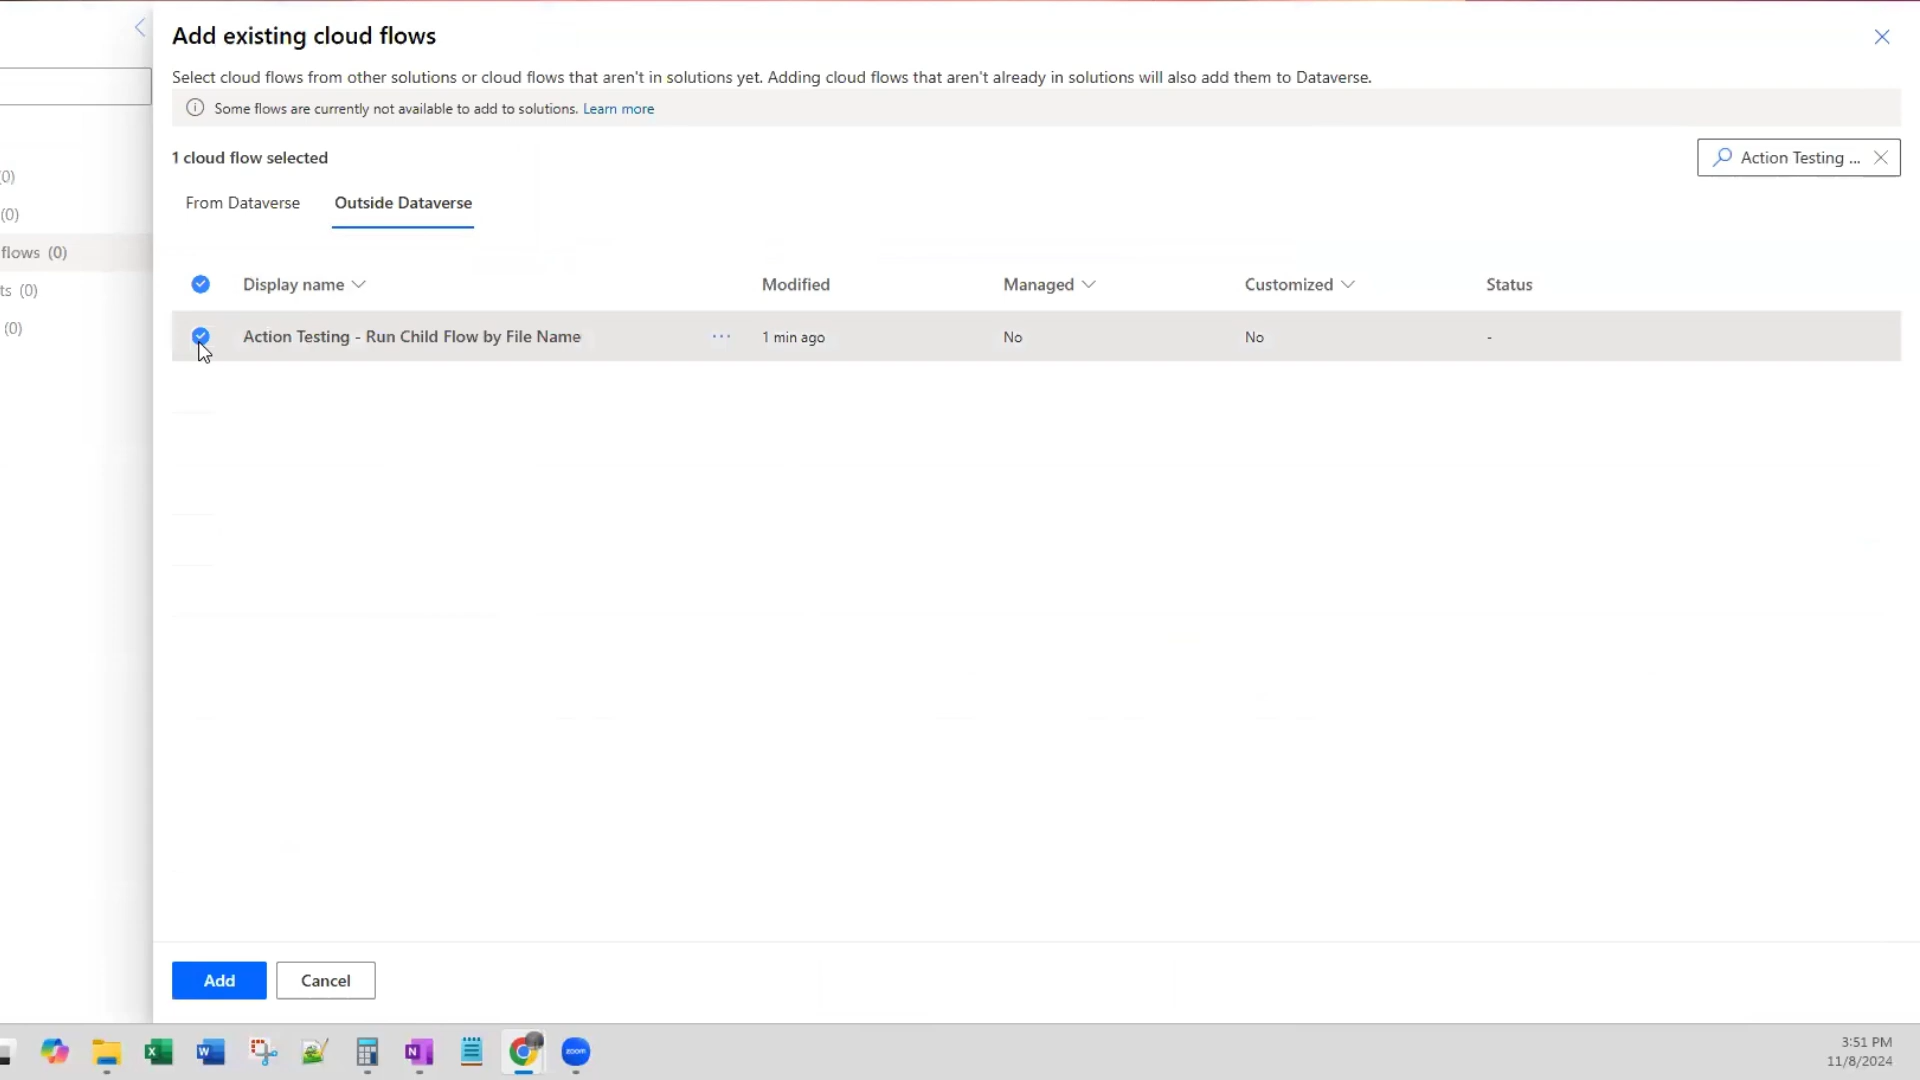 Add existing cloud flows
Select cloud flows from other solutions or cloud flows that aren't in solutions yet. Adding cloud flows that aren't already in solutions will also add them to Dataverse.
Some flows are currently not available to add to solutions. Learn more
1 cloud flow selected
Action Testing ...
From Dataverse
Outside Dataverse
(0)
(0)
flows (0)
ts (0)
(0)
Display name
Modified
Managed
Customized
Status
Action Testing - Run Child Flow by File Name
...
1 min ago
No
No
-
Add
Cancel
zoom
3:51 PM
11/8/2024